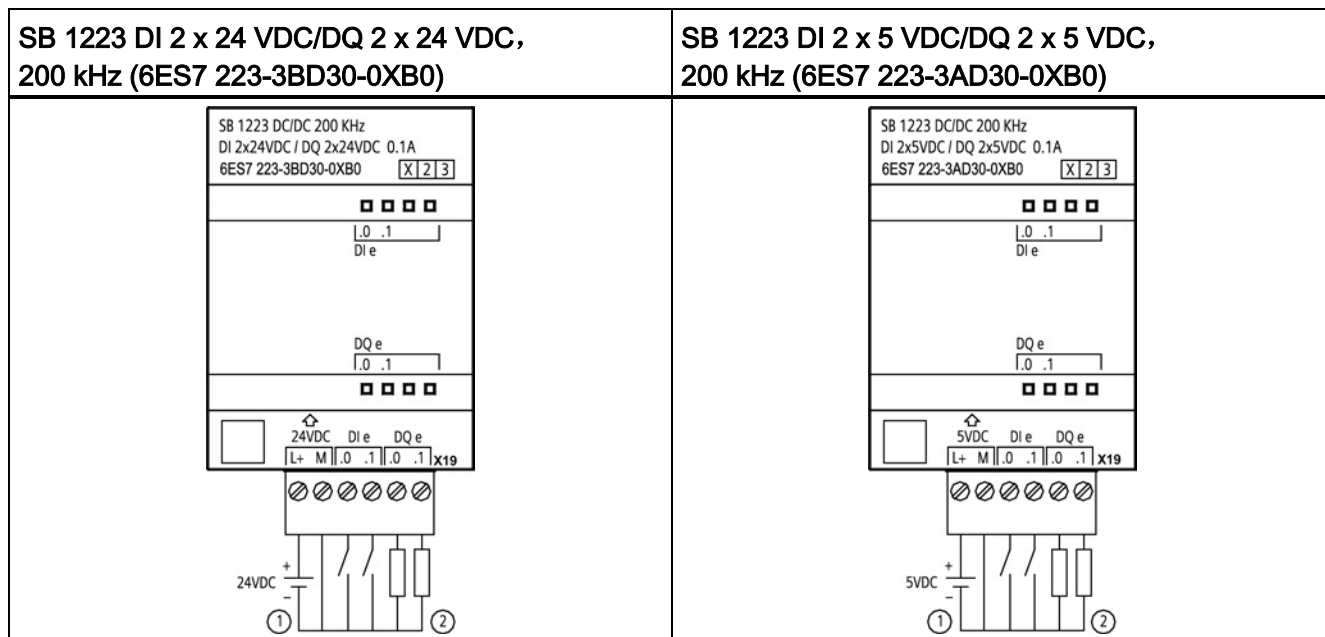 SB 1223 DI 2 x 24 VDC/DQ 2 x 24 VDC，
200 kHz (6ES7 223-3BD30-0XB0)
SB 1223 DI 2 x 5 VDC/DQ 2 x 5 VDC，
200 kHz (6ES7 223-3AD30-0XB0)
SB 1223 DC/DC 200 KHz
DI 2x24VDC / DQ 2x24VDC 0.1A
6ES7 223-3BD30-0XB0 X 2 3
.0 .1
DI e
DQ e
.0 .1
24VDC DI e DQ e
L+ M .0 .1 .0 .1 X19
24VDC + −
① ②
SB 1223 DC/DC 200 KHz
DI 2x5VDC / DQ 2x5VDC 0.1A
6ES7 223-3AD30-0XB0 X 2 3
.0 .1
DI e
DQ e
.0 .1
5VDC DI e DQ e
L+ M .0 .1 .0 .1 X19
5VDC + −
① ②